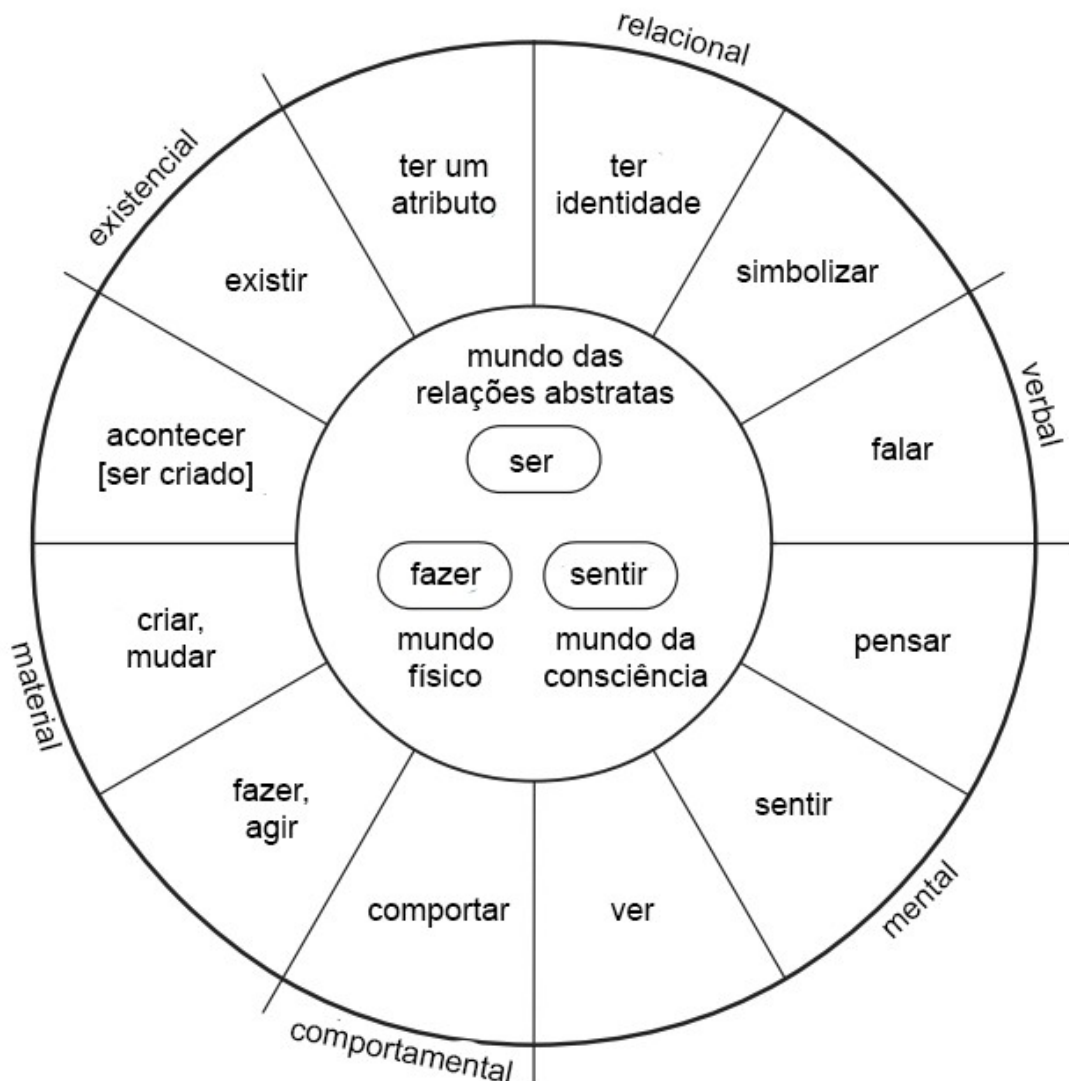 relacional
existencial
ter um
atributo
ter
identidade
existir
simbolizar
mundo das
relações abstratas
verbal
acontecer
[ser criado]
ser
falar
fazer
sentir
mundo
físico
mundo da
consciência
criar,
mudar
pensar
material
fazer,
agir
sentir
comportar
ver
mental
comportamental